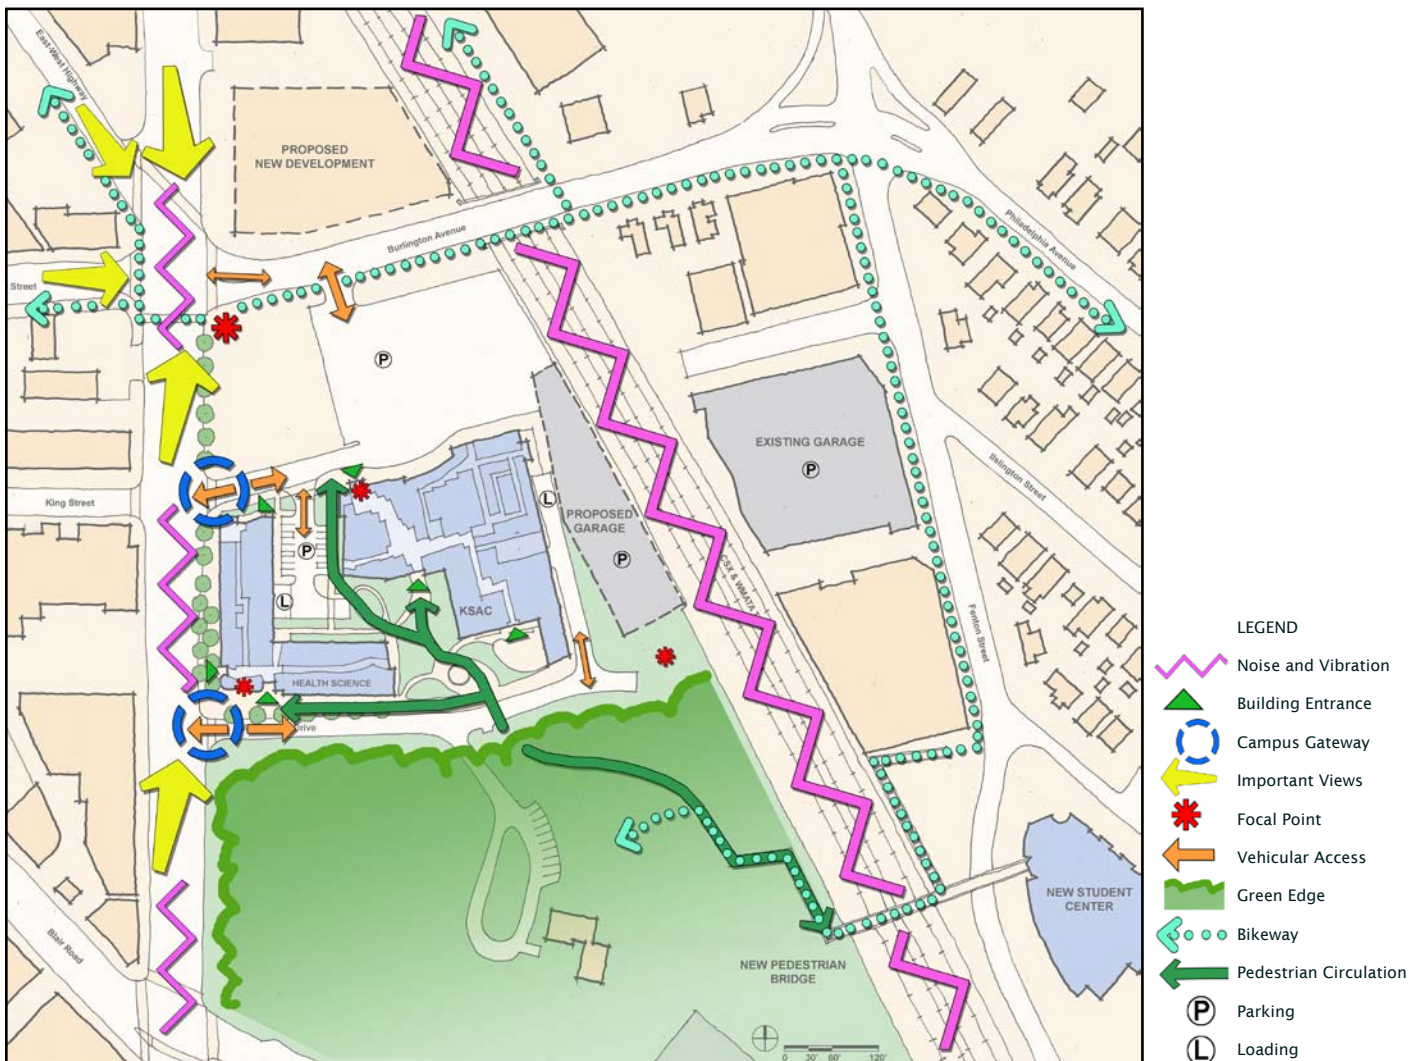 East-West Highway
PROPOSED
NEW DEVELOPMENT
Burlington Avenue
Philadelphia Avenue
Street
P
EXISTING GARAGE
P
King Street
L
PROPOSED
GARAGE
P
P
L
KSAC
CSX & WMATA
HEALTH SCIENCE
Drive
Fenton Street
NEW STUDENT
CENTER
Blair Road
NEW PEDESTRIAN
BRIDGE
0 30' 60' 120'
LEGEND
Noise and Vibration
Building Entrance
Campus Gateway
Important Views
Focal Point
Vehicular Access
Green Edge
Bikeway
Pedestrian Circulation
P Parking
L Loading